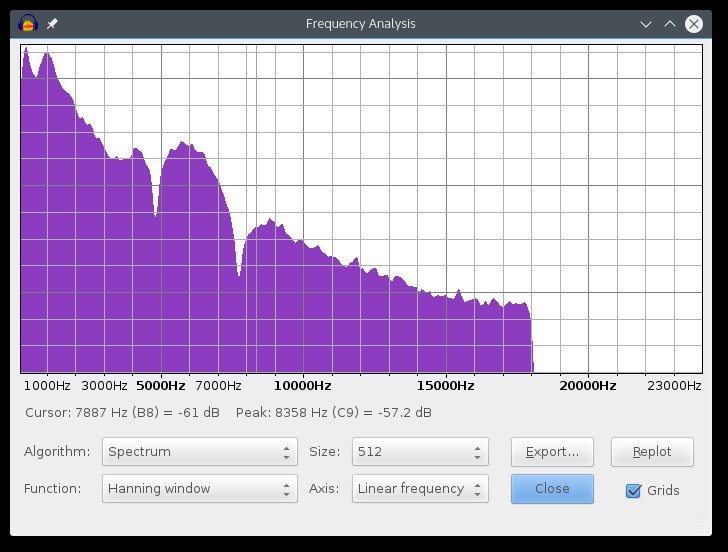 Frequency Analysis
1000Hz 3000Hz 5000Hz 7000Hz 10000Hz 15000Hz 20000Hz 23000Hz
Cursor: 7887 Hz (B8) = -61 dB Peak: 8358 Hz (C9) = -57.2 dB
Algorithm: Spectrum Size: 512 Export... Replot
Function: Hanning window Axis: Linear frequency Close Grids